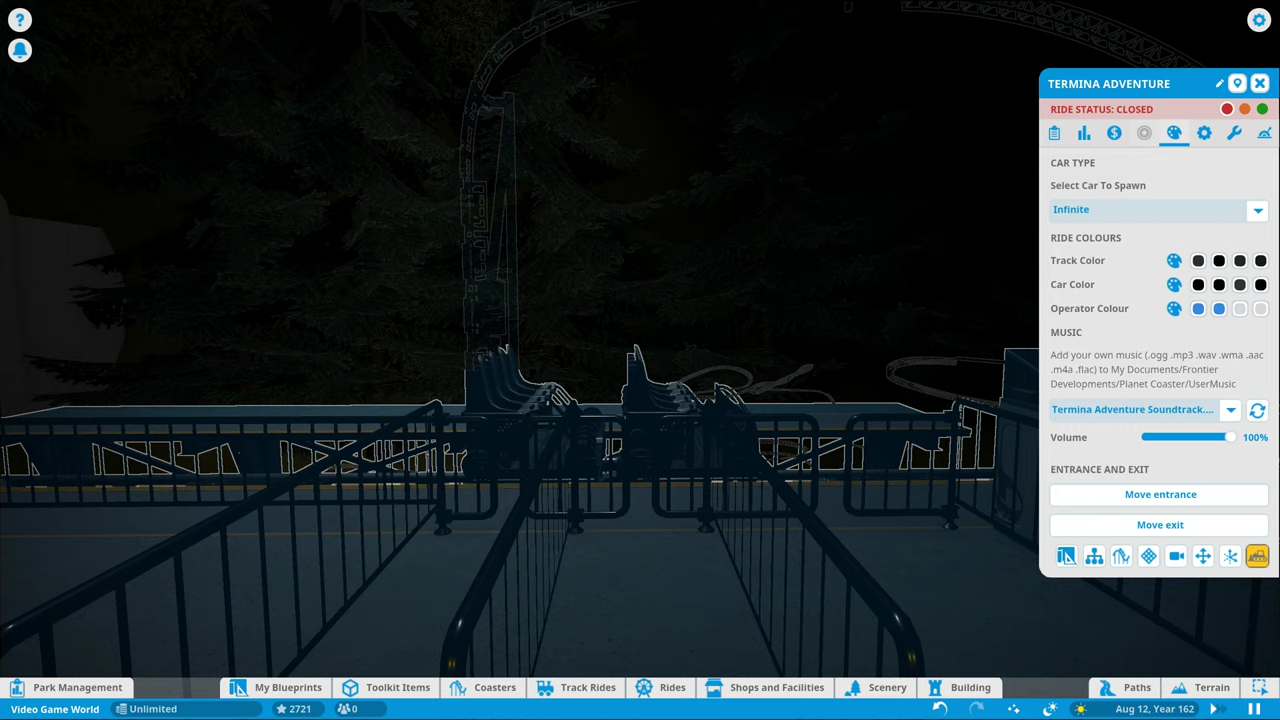 TERMINA ADVENTURE
RIDE STATUS: CLOSED
CAR TYPE
Select Car To Spawn
Infinite
RIDE COLOURS
Track Color
Car Color
Operator Colour
MUSIC
Add your own music (.ogg .mp3 .wav .wma .aac
.m4a .flac) to My Documents/Frontier
Developments/Planet Coaster/UserMusic
Termina Adventure Soundtrack....
Volume 100%
ENTRANCE AND EXIT
Move entrance
Move exit
Park Management My Blueprints Toolkit Items Coasters Track Rides Rides Shops and Facilities Scenery Building Paths Terrain
Video Game World Unlimited 2721 0 Aug 12, Year 162